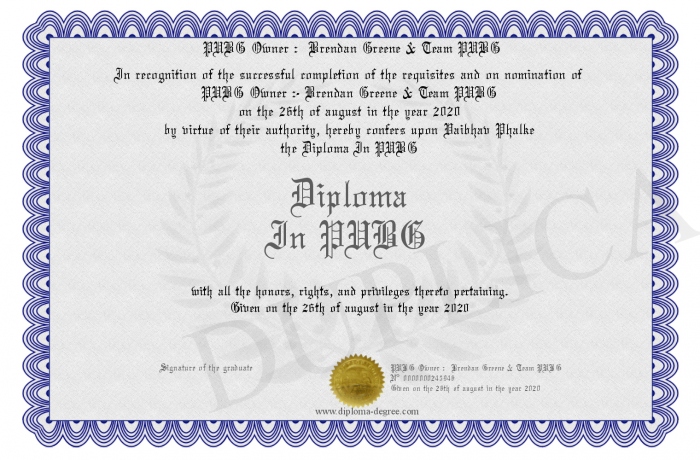 PUBG Owner : Brendan Greene & Team PUBG
In recognition of the successful completion of the requisites and on nomination of
PUBG Owner :- Brendan Greene & Team PUBG
on the 26th of august in the year 2020
by virtue of their authority, hereby confers upon Vaibhav Phalke
the Diploma In PUBG
Diploma
In PUBG
with all the honors, rights, and privileges thereto pertaining.
Given on the 26th of august in the year 2020
DUPLICA
Signature of the graduate
PUBG Owner : Brendan Greene & Team PUBG
Given on the 26th of august in the year 2020
www.diploma-degree.com